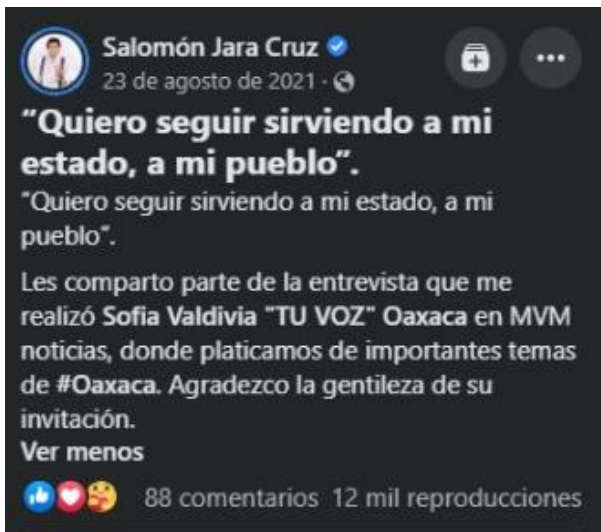 Salomón Jara Cruz
23 de agosto de 2021 ·
“Quiero seguir sirviendo a mi
estado, a mi pueblo”.
“Quiero seguir sirviendo a mi estado, a mi
pueblo”.
Les comparto parte de la entrevista que me
realizó Sofia Valdivia "TU VOZ" Oaxaca en MVM
noticias, donde platicamos de importantes temas
de #Oaxaca. Agradezco la gentileza de su
invitación.
Ver menos
88 comentarios 12 mil reproducciones